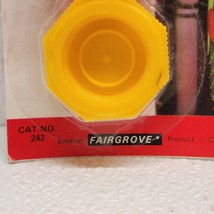 CAT. NO.
242
Another FAIRGROVE Product